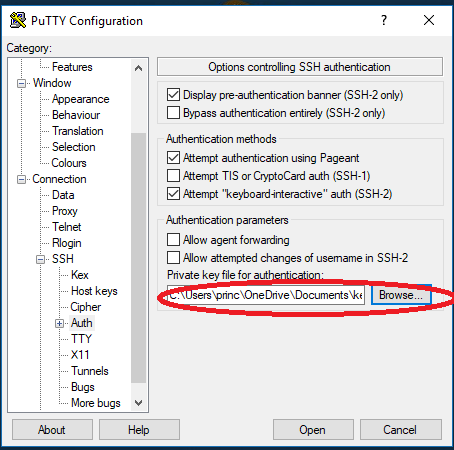 PuTTY Configuration
?
Category:
Features
Window
Appearance
Behaviour
Translation
Selection
Colours
Connection
Data
Proxy
Telnet
Rlogin
SSH
Kex
Host keys
Cipher
Auth
TTY
X11
Tunnels
Bugs
More bugs
Options controlling SSH authentication
Display pre-authentication banner (SSH-2 only)
Bypass authentication entirely (SSH-2 only)
Authentication methods
Attempt authentication using Pageant
Attempt TIS or CryptoCard auth (SSH-1)
Attempt "keyboard-interactive" auth (SSH-2)
Authentication parameters
Allow agent forwarding
Allow attempted changes of username in SSH-2
Private key file for authentication:
C:\Users\princ\OneDrive\Documents\ke
Browse...
About
Help
Open
Cancel